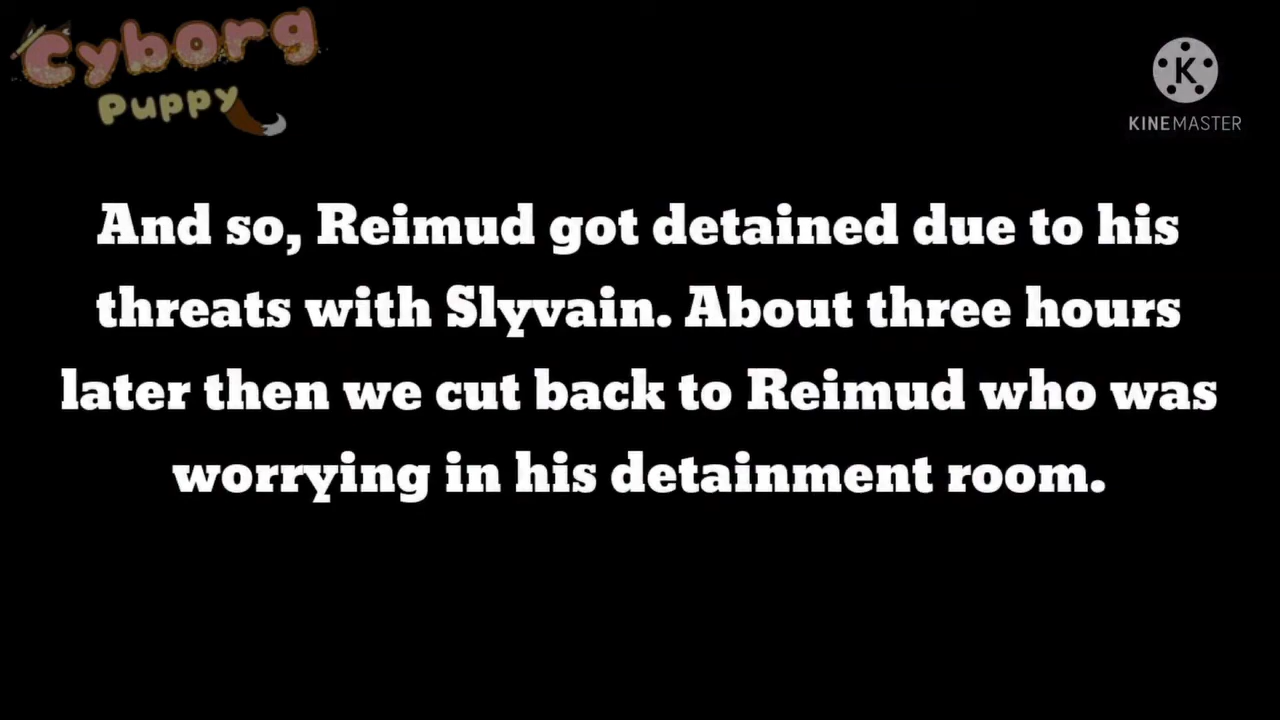 Cyborg
Puppy
K
KINEMASTER
And so, Reimud got detained due to his
threats with Slyvain. About three hours
later then we cut back to Reimud who was
worrying in his detainment room.